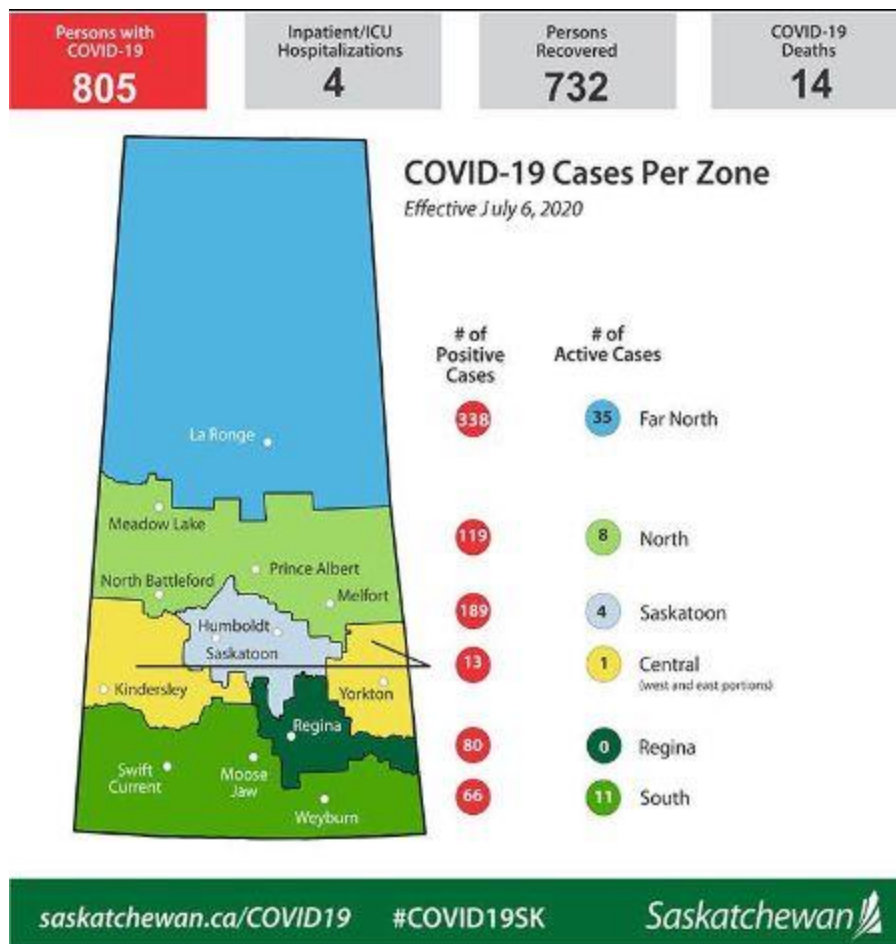 Persons with
COVID-19
805
Inpatient/ICU
Hospitalizations
4
Persons
Recovered
732
COVID-19
Deaths
14
COVID-19 Cases Per Zone
Effective July 6, 2020
# of
Positive
Cases
# of
Active Cases
338
35
Far North
119
8
North
189
4
Saskatoon
13
1
Central
(west and east portions)
80
0
Regina
66
11
South
La Ronge
Meadow Lake
Prince Albert
North Battleford
Melfort
Humboldt
Saskatoon
Kindersley
Yorkton
Regina
Swift
Current
Moose
Jaw
Weyburn
saskatchewan.ca/COVID19
#COVID19SK
Saskatchewan